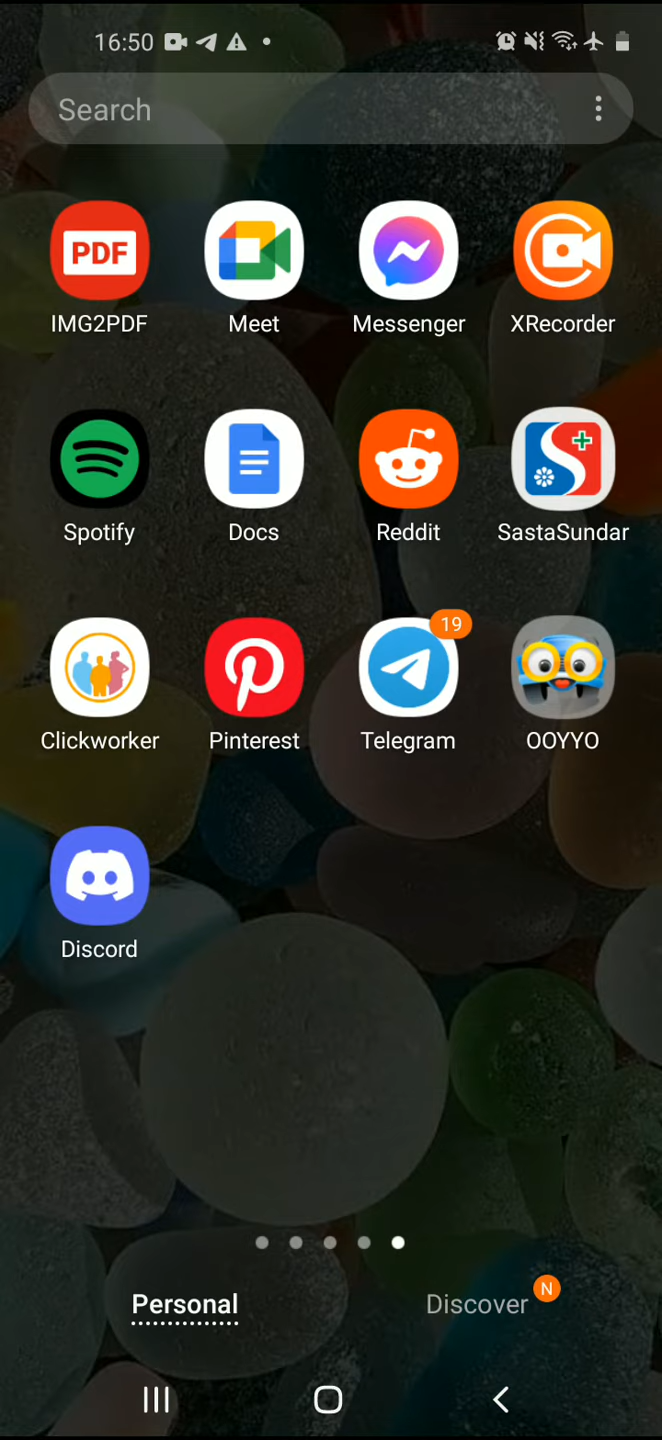 16:50
Search
PDF
IMG2PDF
Meet
Messenger
XRecorder
Spotify
Docs
Reddit
SastaSundar
19
Clickworker
Pinterest
Telegram
OOYYO
Discord
N
Personal
Discover